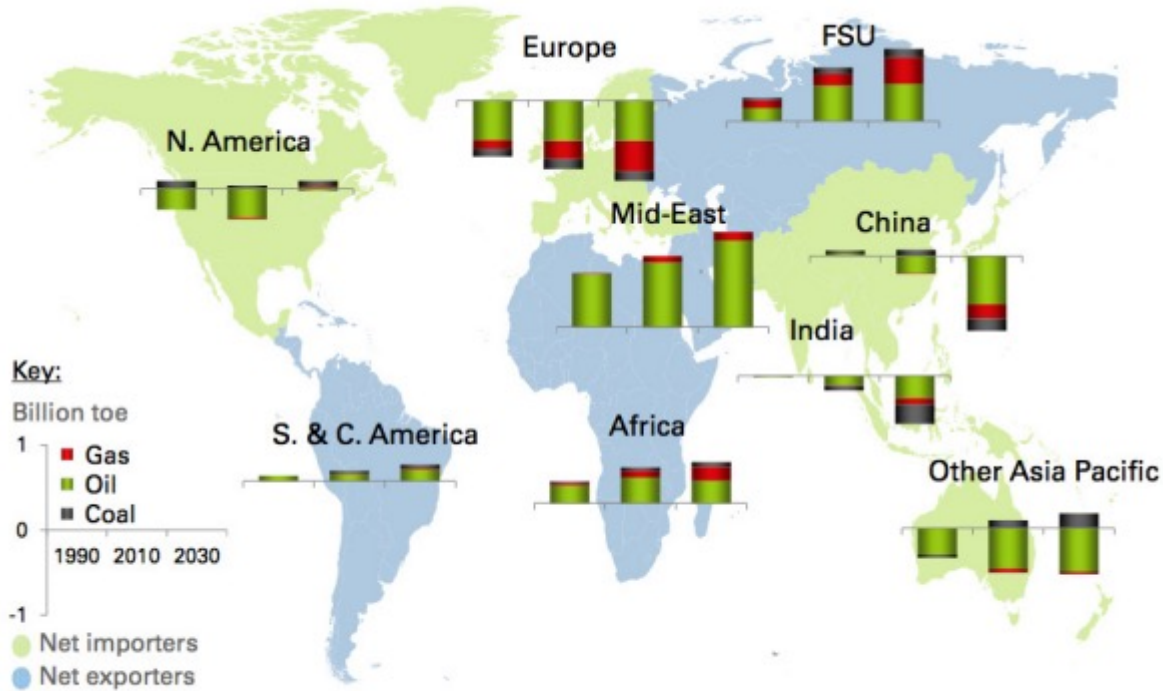 Europe
FSU
N. America
Mid-East
China
India
Key:
Billion toe
1
Gas
Oil
Coal
0
1990 2010 2030
-1
S. & C. America
Africa
Other Asia Pacific
Net importers
Net exporters